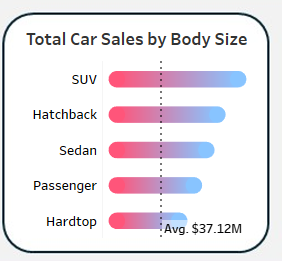 Total Car Sales by Body Size
SUV
Hatchback
Sedan
Passenger
Hardtop
Avg. $37.12M